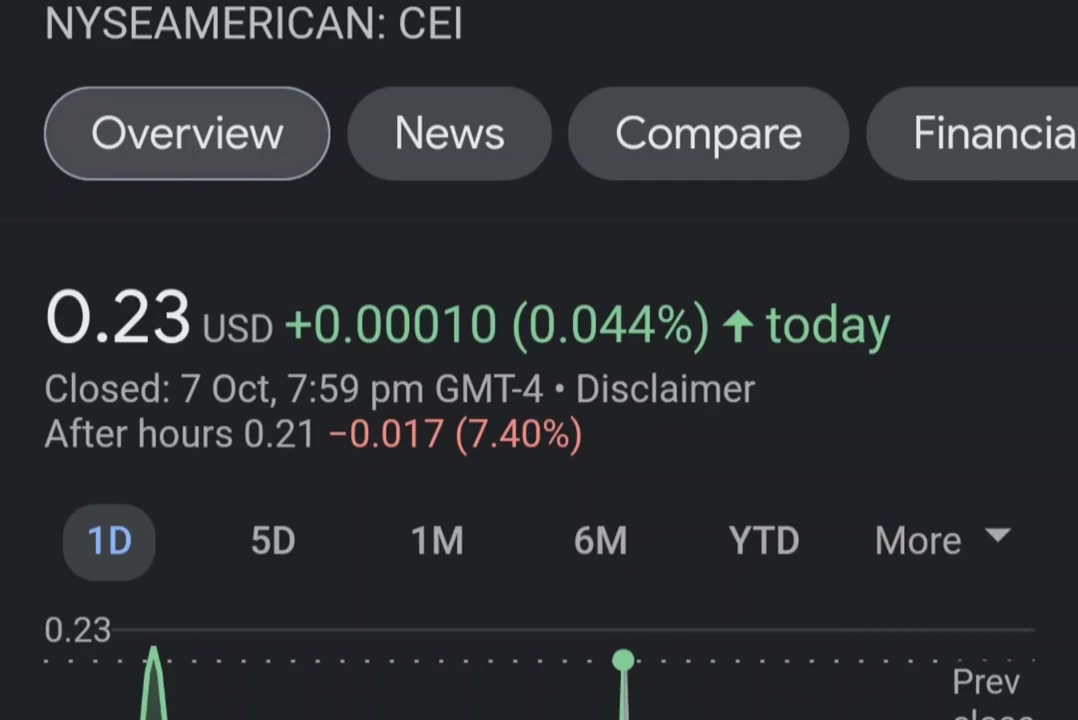 NYSEAMERICAN: CEI
Overview News Compare Financia
0.23 USD +0.00010 (0.044%) ↑ today
Closed: 7 Oct, 7:59 pm GMT-4 • Disclaimer
After hours 0.21 −0.017 (7.40%)
1D 5D 1M 6M YTD More
0.23
Prev
close